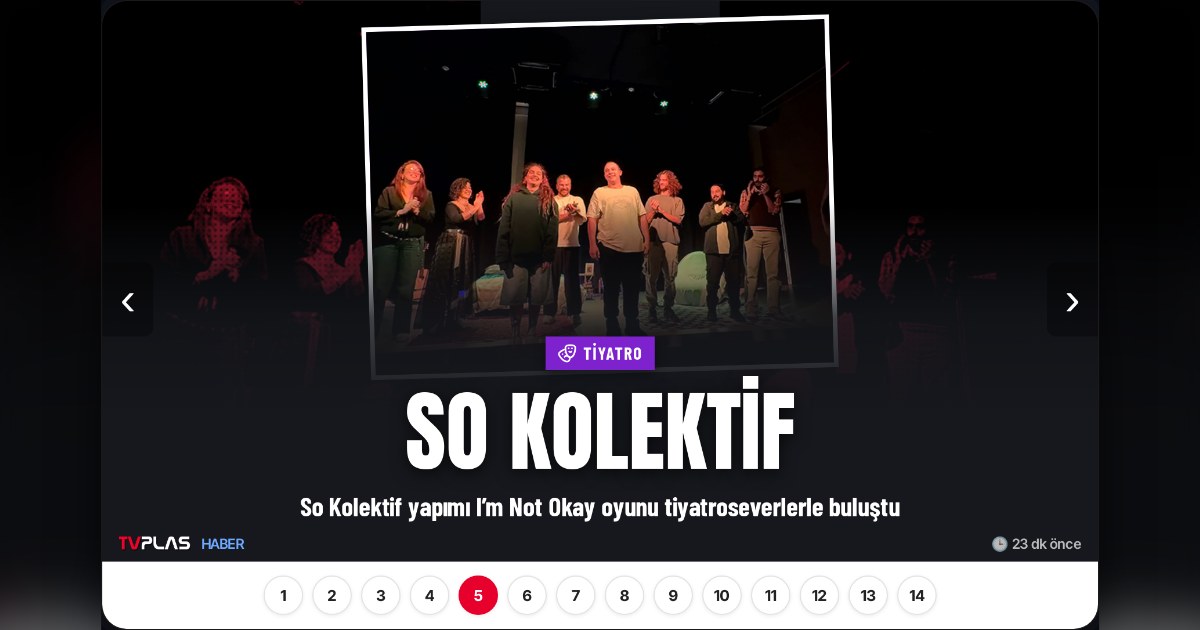 TİYATRO
SO KOLEKTİF
So Kolektif yapımı I’m Not Okay oyunu tiyatroseverlerle buluştu
TVPLAS HABER
23 dk önce
1 2 3 4 5 6 7 8 9 10 11 12 13 14